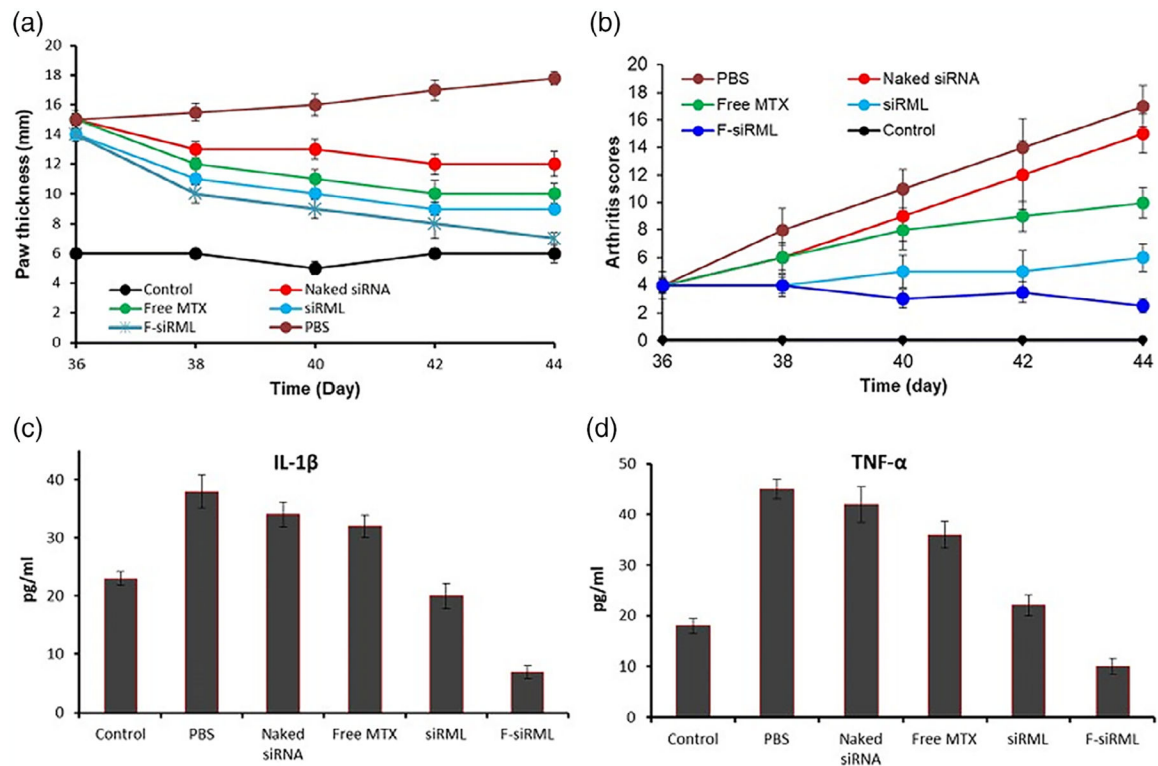 (a)
20
18
16
14
12
10
8
6
4
2
0
Paw thickness (mm)
Control
Naked siRNA
Free MTX
siRML
F-siRML
PBS
36 38 40 42 44
Time (Day)
(b)
20
18
16
14
12
10
8
6
4
2
0
Arthritis scores
PBS
Naked siRNA
Free MTX
siRML
F-siRML
Control
36 38 40 42 44
Time (day)
(c)
IL-1β
40
30
20
10
0
pg/ml
Control PBS Naked siRNA Free MTX siRML F-siRML
(d)
TNF-α
50
40
30
20
10
0
pg/ml
Control PBS Naked siRNA Free MTX siRML F-siRML